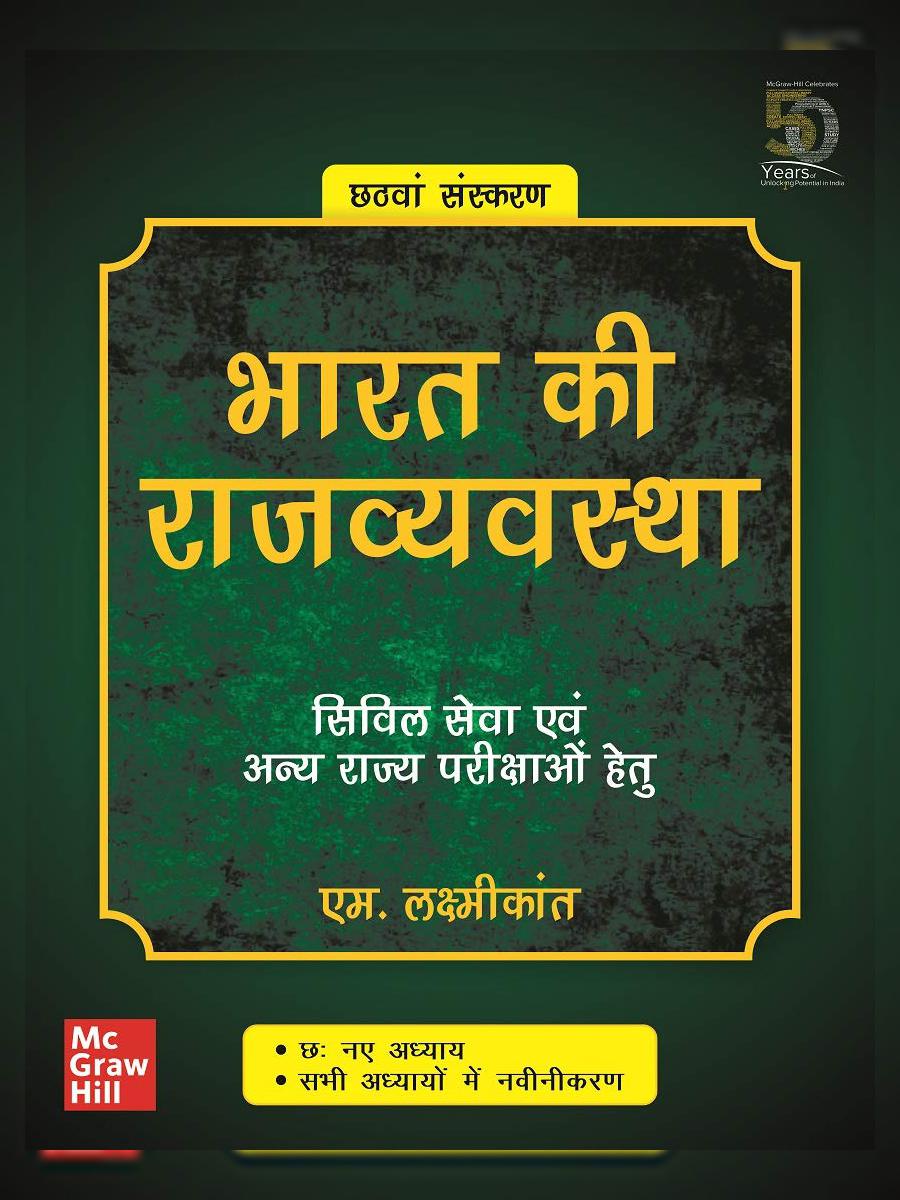 McGraw-Hill Celebrates
50
Years of
Unlocking Potential in India
छठवां संस्करण
भारत की
राजव्यवस्था
सिविल सेवा एवं
अन्य राज्य परीक्षाओं हेतु
एम. लक्ष्मीकांत
Mc
Graw
Hill
• छः नए अध्याय
• सभी अध्यायों में नवीनीकरण